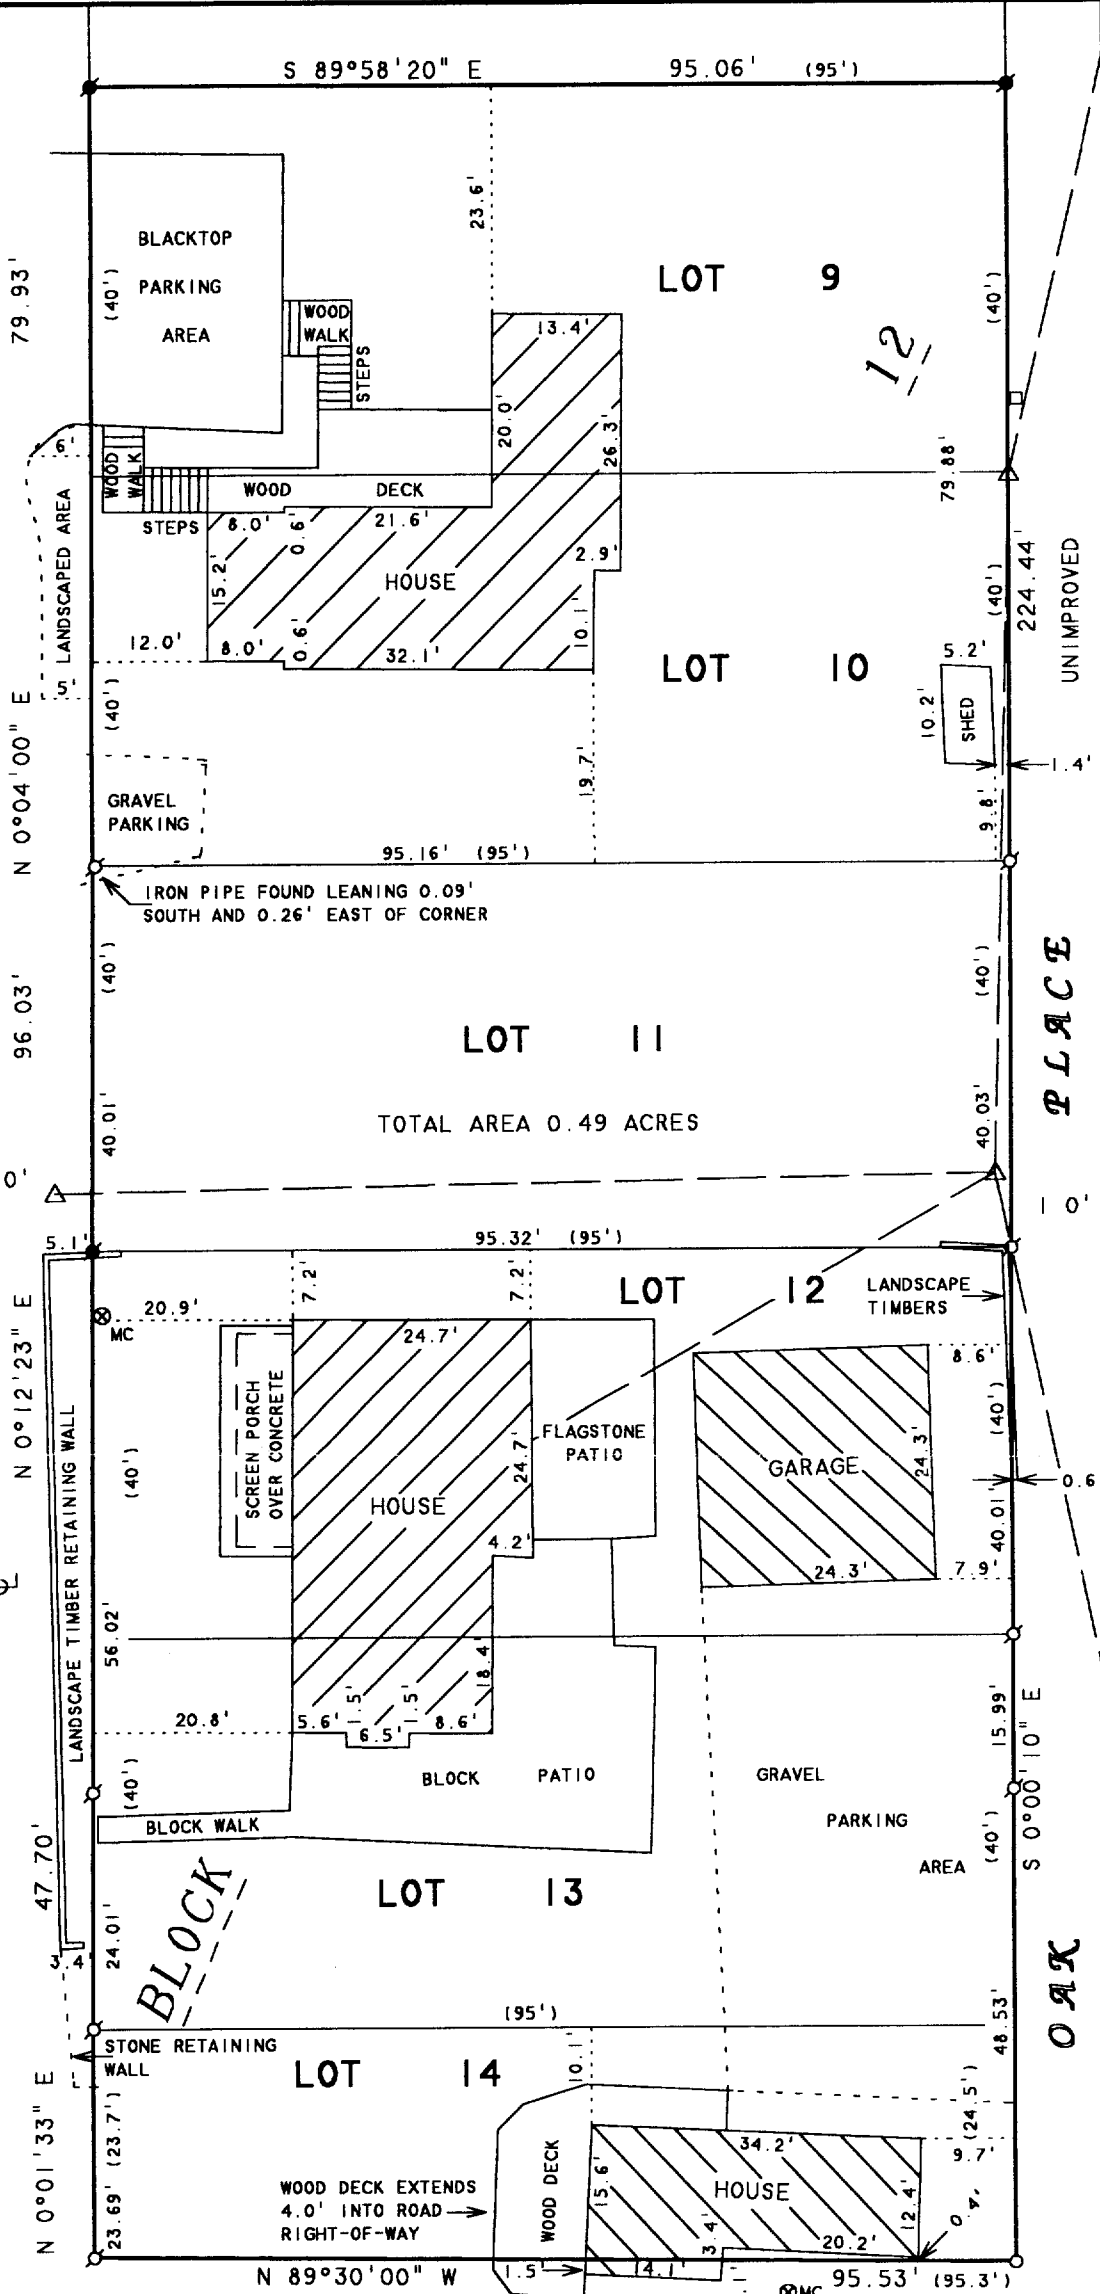 S 89°58'20" E 95.06' (95')
79.93'
BLACKTOP
PARKING
AREA
(40')
23.6'
LOT 9
(40')
12
WOOD
WALK
STEPS
13.4'
20.0'
26.3'
6'
WOOD
WALK
WOOD DECK
STEPS
79.88'
LANDSCAPED AREA
8.0'
0.6'
21.6'
2.9'
15.2'
HOUSE
10.1'
(40')
224.44'
UNIMPROVED
12.0'
8.0'
0.6'
32.1'
5'
(40')
LOT 10
5.2'
10.2'
SHED
1.4'
N 0°04'00" E
19.7'
9.8'
GRAVEL
PARKING
95.16' (95')
IRON PIPE FOUND LEANING 0.09'
SOUTH AND 0.26' EAST OF CORNER
96.03'
(40')
(40')
LOT 11
PLACE
40.01'
TOTAL AREA 0.49 ACRES
40.03'
0'
10'
5.1'
95.32' (95')
7.2'
7.2'
LOT 12
LANDSCAPE
TIMBERS
20.9'
MC
24.7'
8.6'
N 0°12'23" E
LANDSCAPE TIMBER RETAINING WALL
(40')
SCREEN PORCH
OVER CONCRETE
HOUSE
24.7'
FLAGSTONE
PATIO
GARAGE
24.3'
(40')
0.6
4.2'
40.01'
24.3'
7.9'
56.02'
18.4'
20.8'
5.6'
1.5'
6.5'
1.5'
8.6'
15.99'
S 0°00'10" E
(40')
BLOCK PATIO
GRAVEL
PARKING
AREA
BLOCK WALK
(40')
47.70'
LOT 13
24.01'
BLOCK
3.4'
OAK
(95')
48.53'
STONE RETAINING
WALL
LOT 14
10.1'
N 0°01'33" E
(23.7')
23.69'
(24.5')
34.2'
9.7'
WOOD DECK EXTENDS
4.0' INTO ROAD
RIGHT-OF-WAY
WOOD DECK
15.6'
HOUSE
12.4'
3.4'
20.2'
N 89°30'00" W
1.5'
14.1'
MC
95.53' (95.3')